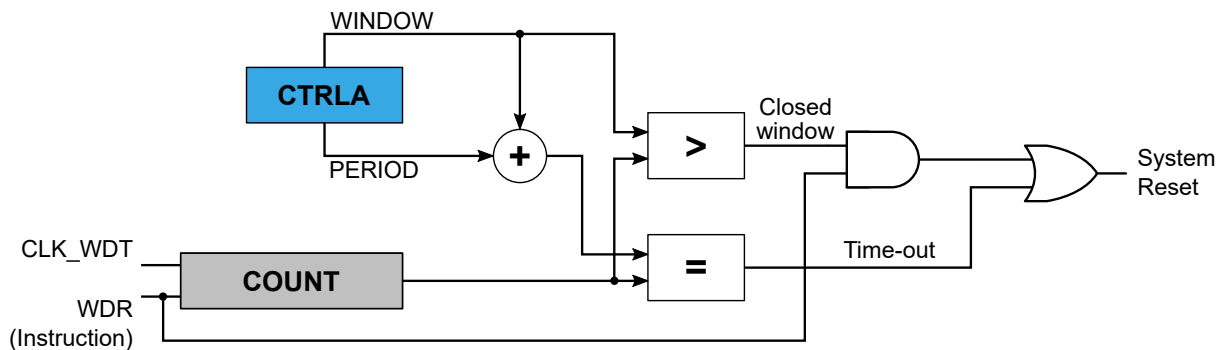 WINDOW
CTRLA
PERIOD
+
>
Closed
window
System
Reset
CLK_WDT
COUNT
=
Time-out
WDR
(Instruction)